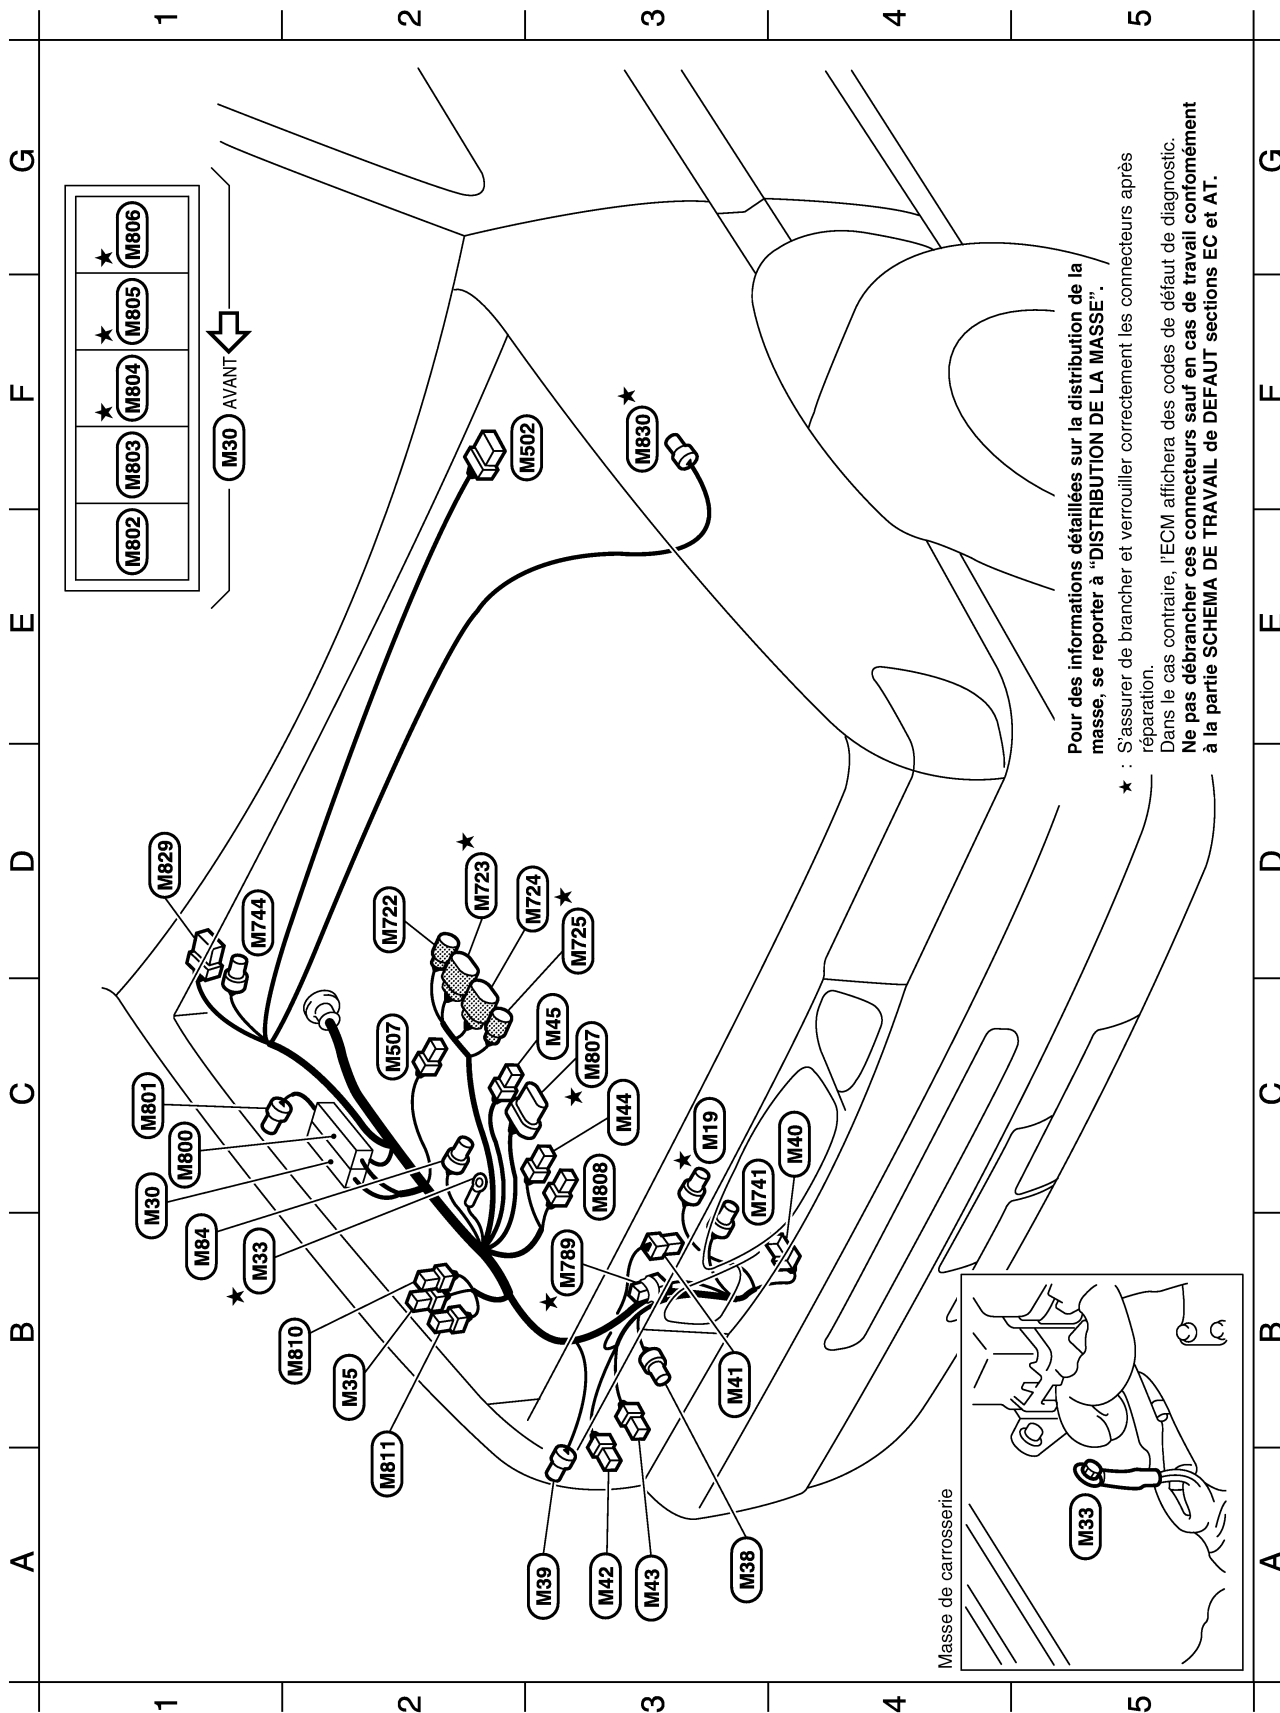 1
2
3
4
5
G
F
E
D
C
B
A
G
F
E
D
C
B
A
1
2
3
4
5
M802
M803
★
M804
★
M805
★
M806
M30
AVANT
M829
M744
M502
★
M830
M801
M800
M30
M84
★
M33
M507
M722
★
M723
M724
★
M725
M45
★
M807
M44
M808
★
M19
M741
M40
★
M789
M810
M35
M811
M41
M39
M42
M43
M38
Masse de carrosserie
M33
Pour des informations détaillées sur la distribution de la
masse, se reporter à “DISTRIBUTION DE LA MASSE”.
★ : S'assurer de brancher et verrouiller correctement les connecteurs après
réparation.
Dans le cas contraire, l'ECM affichera des codes de défaut de diagnostic.
Ne pas débrancher ces connecteurs sauf en cas de travail confomément
à la partie SCHEMA DE TRAVAIL de DEFAUT sections EC et AT.